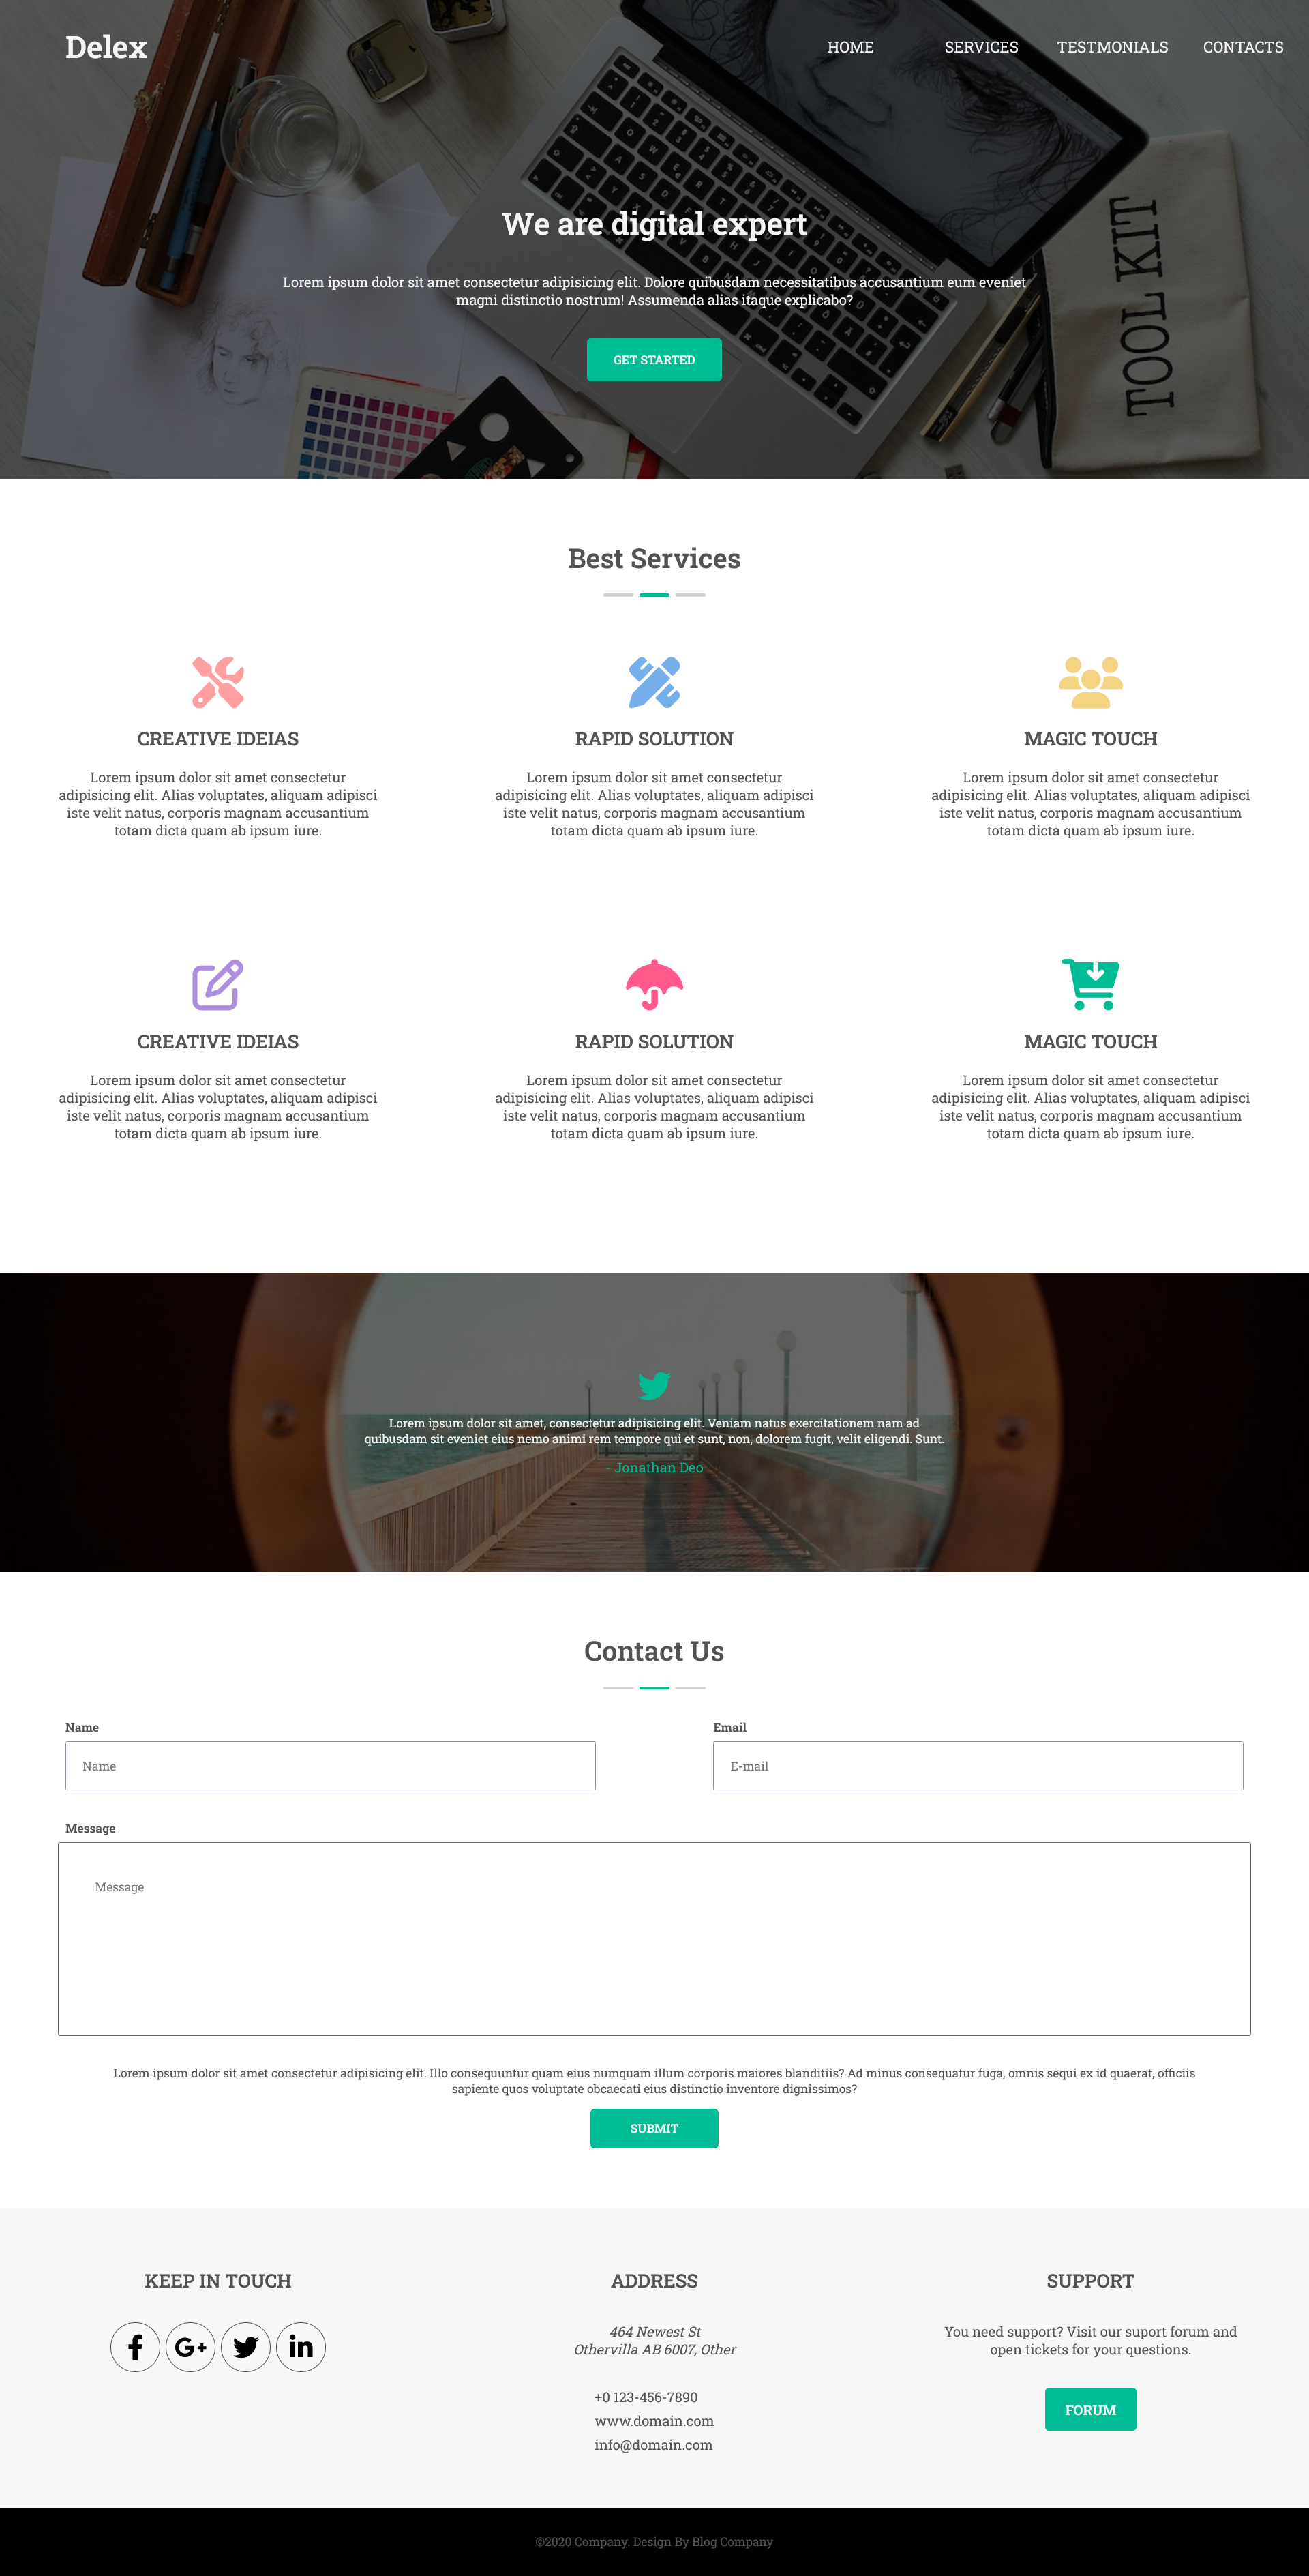 Delex
HOME
SERVICES
TESTMONIALS
CONTACTS
TOOL KIT
We are digital expert
Lorem ipsum dolor sit amet consectetur adipisicing elit. Dolore quibusdam necessitatibus accusantium eum eveniet
magni distinctio nostrum! Assumenda alias itaque explicabo?
GET STARTED
Best Services
CREATIVE IDEIAS
Lorem ipsum dolor sit amet consectetur
adipisicing elit. Alias voluptates, aliquam adipisci
iste velit natus, corporis magnam accusantium
totam dicta quam ab ipsum iure.
RAPID SOLUTION
Lorem ipsum dolor sit amet consectetur
adipisicing elit. Alias voluptates, aliquam adipisci
iste velit natus, corporis magnam accusantium
totam dicta quam ab ipsum iure.
MAGIC TOUCH
Lorem ipsum dolor sit amet consectetur
adipisicing elit. Alias voluptates, aliquam adipisci
iste velit natus, corporis magnam accusantium
totam dicta quam ab ipsum iure.
CREATIVE IDEIAS
Lorem ipsum dolor sit amet consectetur
adipisicing elit. Alias voluptates, aliquam adipisci
iste velit natus, corporis magnam accusantium
totam dicta quam ab ipsum iure.
RAPID SOLUTION
Lorem ipsum dolor sit amet consectetur
adipisicing elit. Alias voluptates, aliquam adipisci
iste velit natus, corporis magnam accusantium
totam dicta quam ab ipsum iure.
MAGIC TOUCH
Lorem ipsum dolor sit amet consectetur
adipisicing elit. Alias voluptates, aliquam adipisci
iste velit natus, corporis magnam accusantium
totam dicta quam ab ipsum iure.
Lorem ipsum dolor sit amet, consectetur adipisicing elit. Veniam natus exercitationem nam ad
quibusdam sit eveniet eius nemo animi rem tempore qui et sunt, non, dolorem fugit, velit eligendi. Sunt.
- Jonathan Deo
Contact Us
Name
Name
Email
E-mail
Message
Message
Lorem ipsum dolor sit amet consectetur adipisicing elit. Illo consequuntur quam eius numquam illum corporis maiores blanditiis? Ad minus consequatur fuga, omnis sequi ex id quaerat, officiis
sapiente quos voluptate obcaecati eius distinctio inventore dignissimos?
SUBMIT
KEEP IN TOUCH
ADDRESS
464 Newest St
Othervilla AB 6007, Other
+0 123-456-7890
www.domain.com
info@domain.com
SUPPORT
You need support? Visit our suport forum and
open tickets for your questions.
FORUM
©2020 Company. Design By Blog Company